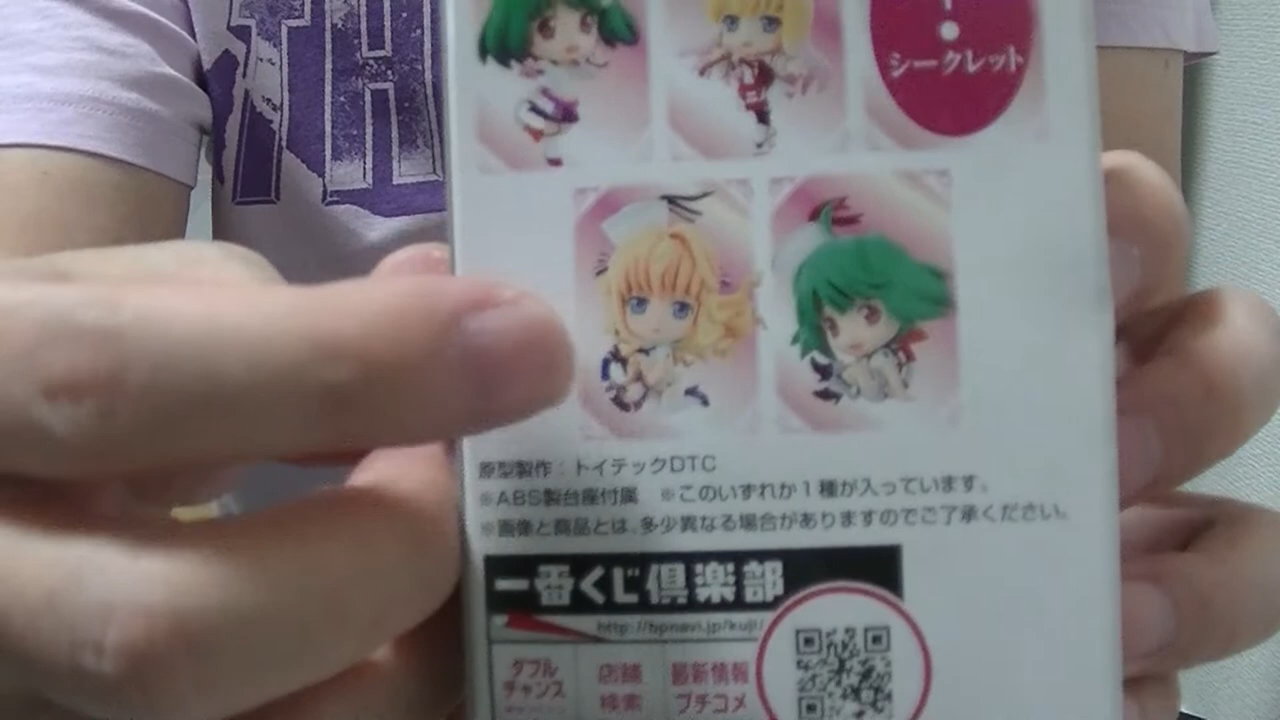 シークレット
原型製作：トイテックDTC
※ABS製台座付属　※このいずれか1種が入っています。
※画像と商品とは、多少異なる場合がありますのでご了承ください。
一番くじ倶楽部
http://bpnavi.jp/kuji/
ダブル
チャンス
店舗
検索
最新情報
プチコメ